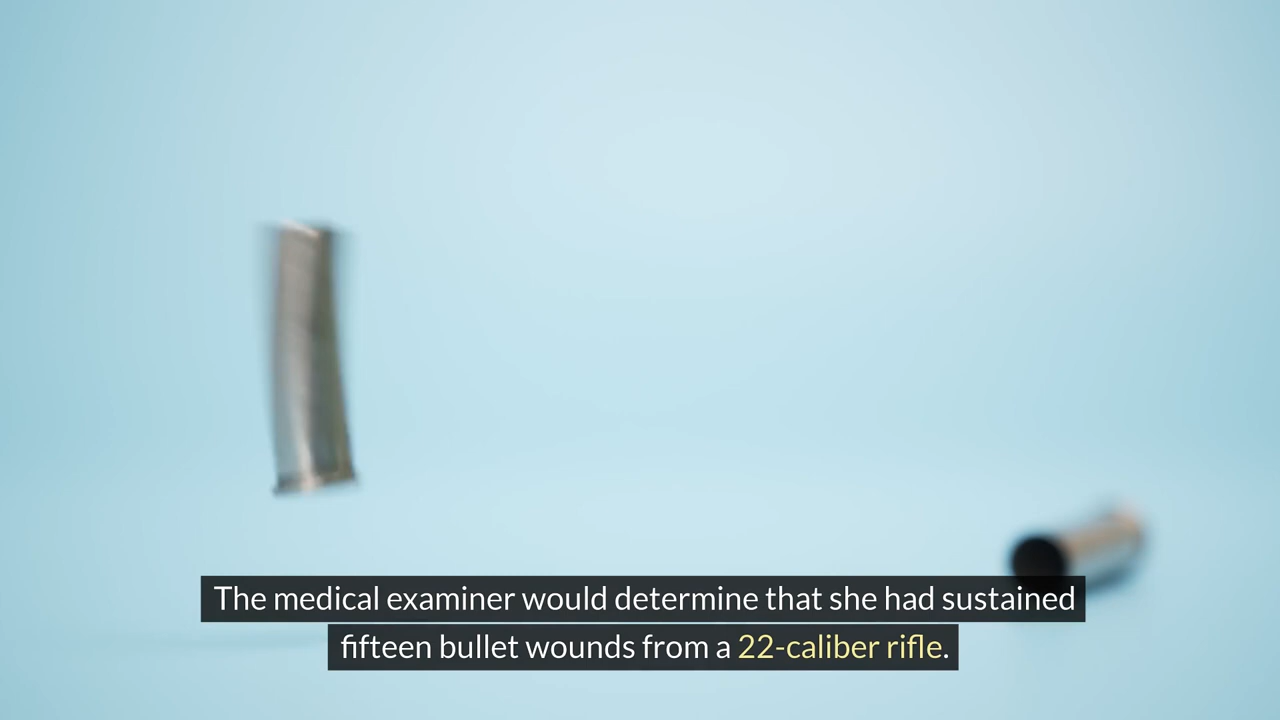 The medical examiner would determine that she had sustained
fifteen bullet wounds from a 22-caliber rifle.